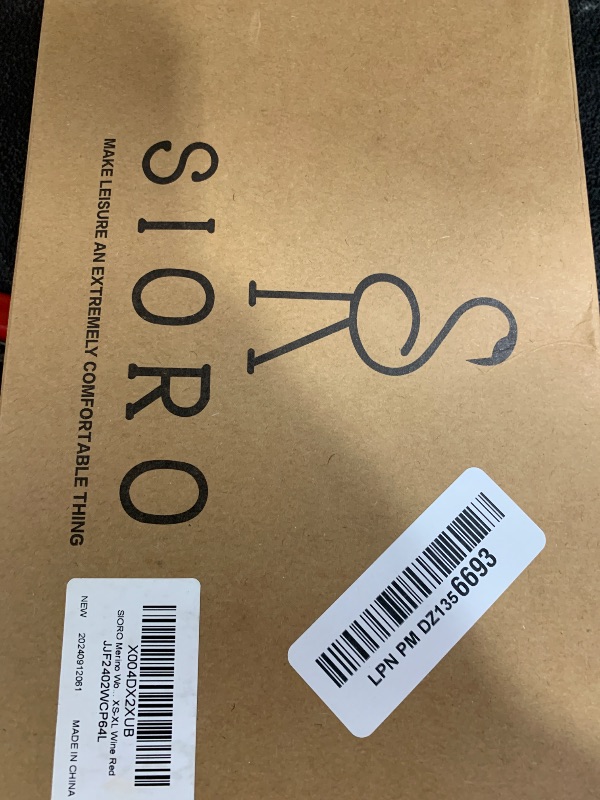 SIORO
MAKE LEISURE AN EXTREMELY COMFORTABLE THING
LPN PM DZ1356693
X004DX2XUB
SIORO Merino Wo... XS-XL Wine Red
JJF2402WCP64L
NEW 20240912061 MADE IN CHINA